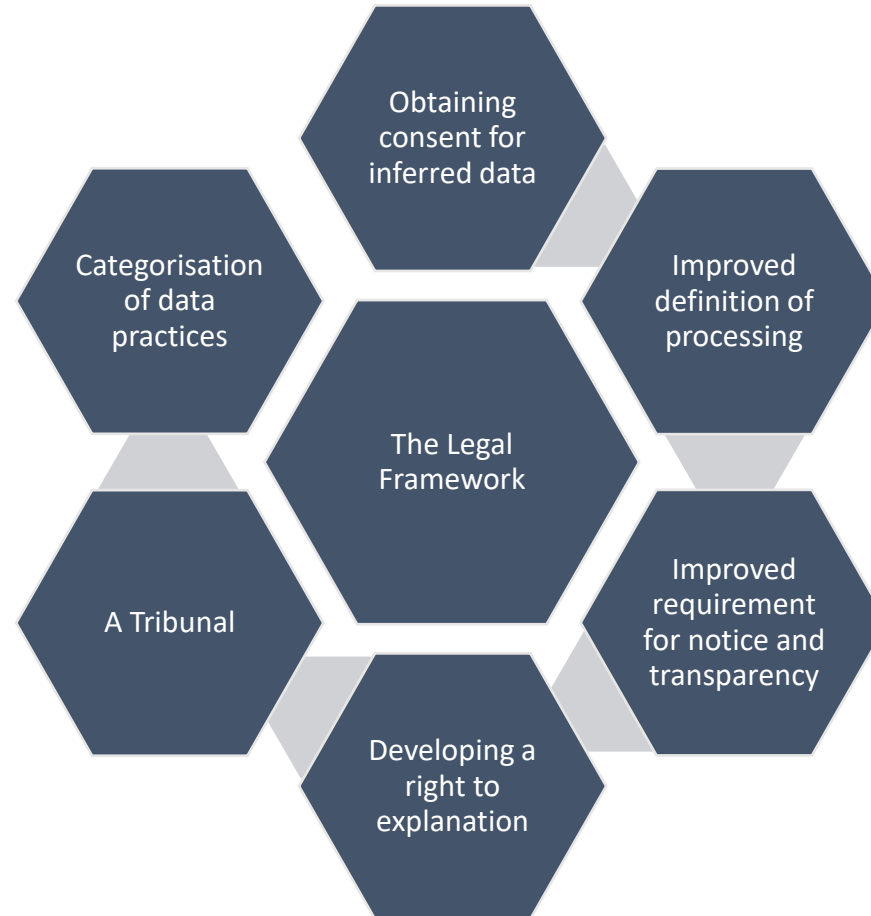 Obtaining
consent for
inferred data
Categorisation
of data
practices
Improved
definition of
processing
The Legal
Framework
A Tribunal
Improved
requirement
for notice and
transparency
Developing a
right to
explanation